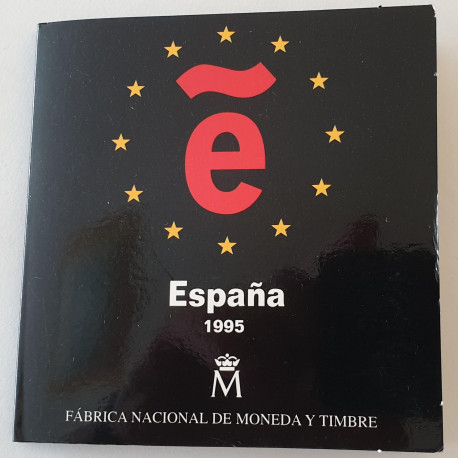 ẽ
España
1995
M
FÁBRICA NACIONAL DE MONEDA Y TIMBRE